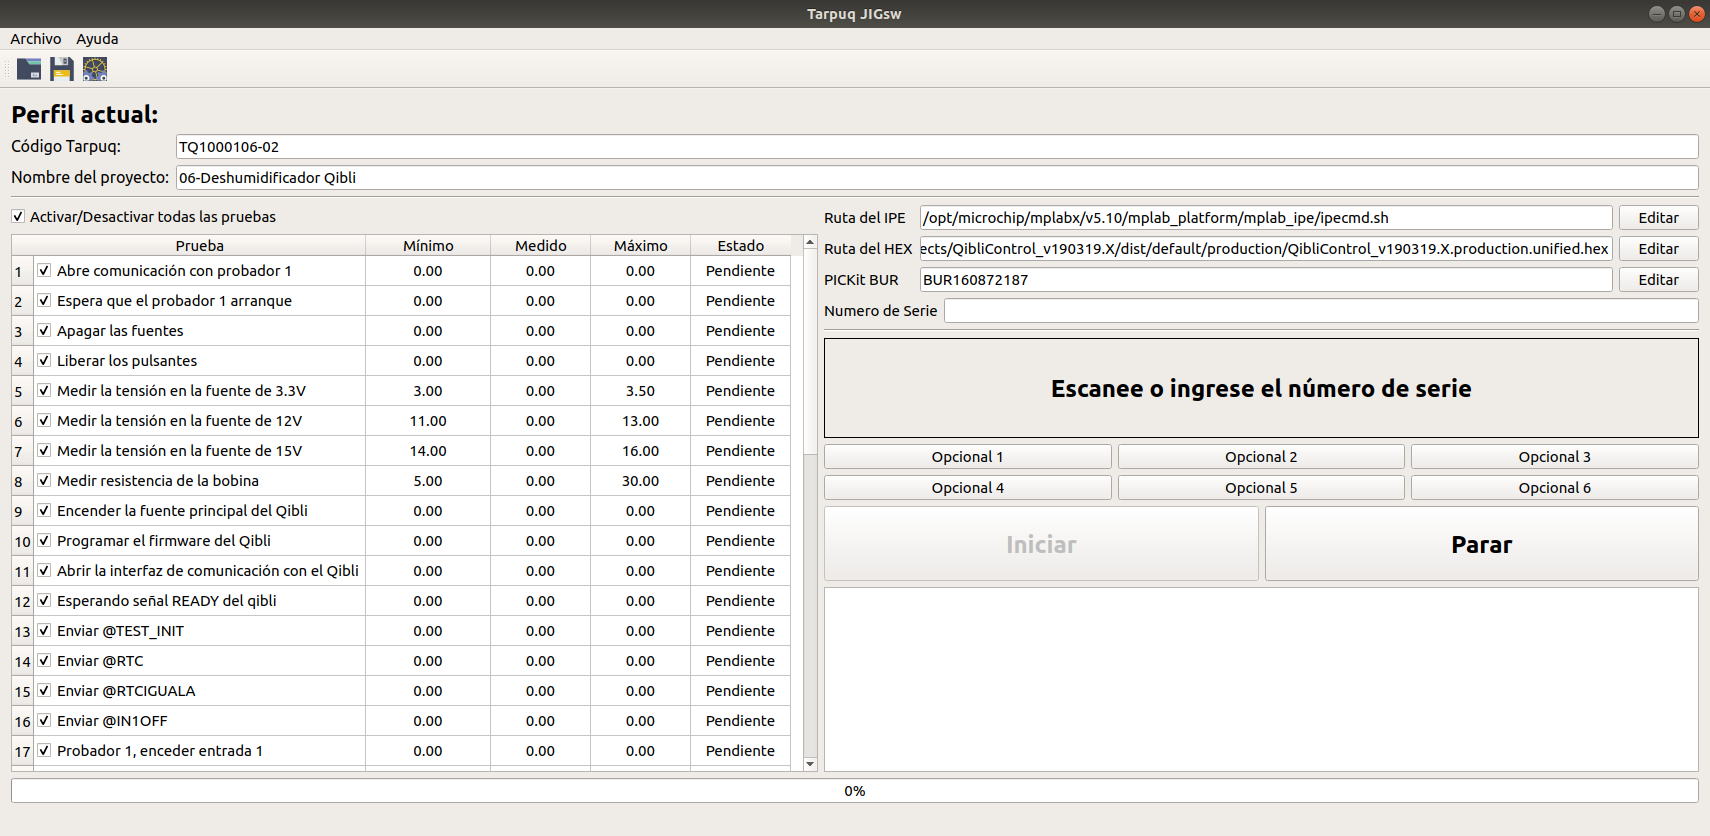 Tarpuq JIGsw
Archivo Ayuda
Perfil actual:
Código Tarpuq: TQ1000106-02
Nombre del proyecto: 06-Deshumidificador Qibli
Activar/Desactivar todas las pruebas
Prueba Mínimo Medido Máximo Estado
1 Abre comunicación con probador 1 0.00 0.00 0.00 Pendiente
2 Espera que el probador 1 arranque 0.00 0.00 0.00 Pendiente
3 Apagar las fuentes 0.00 0.00 0.00 Pendiente
4 Liberar los pulsantes 0.00 0.00 0.00 Pendiente
5 Medir la tensión en la fuente de 3.3V 3.00 0.00 3.50 Pendiente
6 Medir la tensión en la fuente de 12V 11.00 0.00 13.00 Pendiente
7 Medir la tensión en la fuente de 15V 14.00 0.00 16.00 Pendiente
8 Medir resistencia de la bobina 5.00 0.00 30.00 Pendiente
9 Encender la fuente principal del Qibli 0.00 0.00 0.00 Pendiente
10 Programar el firmware del Qibli 0.00 0.00 0.00 Pendiente
11 Abrir la interfaz de comunicación con el Qibli 0.00 0.00 0.00 Pendiente
12 Esperando señal READY del qibli 0.00 0.00 0.00 Pendiente
13 Enviar @TEST_INIT 0.00 0.00 0.00 Pendiente
14 Enviar @RTC 0.00 0.00 0.00 Pendiente
15 Enviar @RTCIGUALA 0.00 0.00 0.00 Pendiente
16 Enviar @IN1OFF 0.00 0.00 0.00 Pendiente
17 Probador 1, enceder entrada 1 0.00 0.00 0.00 Pendiente
Ruta del IPE /opt/microchip/mplabx/v5.10/mplab_platform/mplab_ipe/ipecmd.sh Editar
Ruta del HEX ects/QibliControl_v190319.X/dist/default/production/QibliControl_v190319.X.production.unified.hex Editar
PICKit BUR BUR160872187 Editar
Numero de Serie
Escanee o ingrese el número de serie
Opcional 1 Opcional 2 Opcional 3
Opcional 4 Opcional 5 Opcional 6
Iniciar Parar
0%